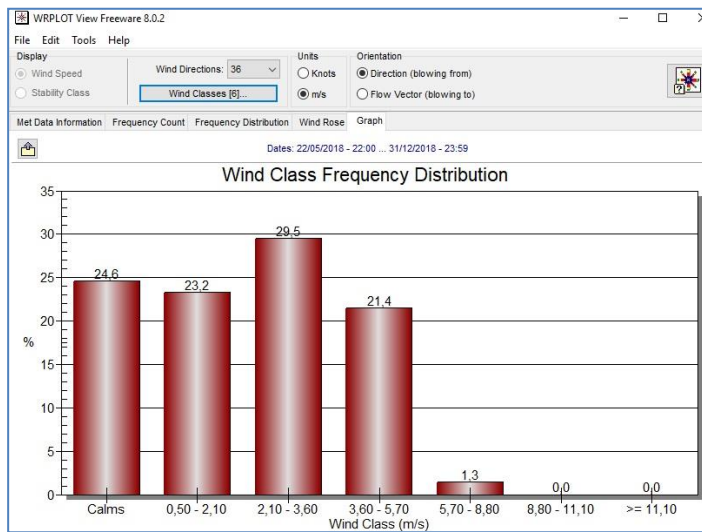 WRPLOT View Freeware 8.0.2
File Edit Tools Help
Display
Wind Speed
Stability Class
Wind Directions: 36
Wind Classes [6]...
Units
Knots
m/s
Orientation
Direction (blowing from)
Flow Vector (blowing to)
?
Met Data Information Frequency Count Frequency Distribution Wind Rose Graph
Dates: 22/05/2018 - 22:00 ... 31/12/2018 - 23:59
Wind Class Frequency Distribution
35
30
25
20
15
10
5
0
%
24,6
23,2
29,5
21,4
1,3
0,0
0,0
Calms 0,50 - 2,10 2,10 - 3,60 3,60 - 5,70 5,70 - 8,80 8,80 - 11,10 >= 11,10
Wind Class (m/s)